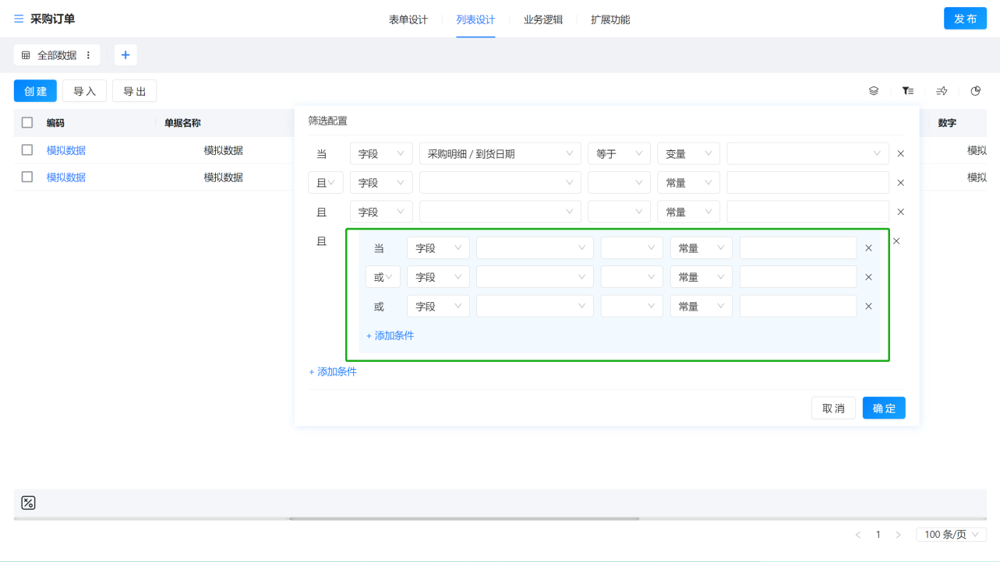 采购订单 表单设计 列表设计 业务逻辑 扩展功能 发布
全部数据 +
创建 导入 导出
筛选配置
编码 单据名称 数字
当 字段 采购明细 / 到货日期 等于 变量
模拟数据 模拟数据 模拟
且 字段 常量
模拟数据 模拟数据 模拟
且 字段 常量
且
当 字段 常量
或 字段 常量
或 字段 常量
+ 添加条件
+ 添加条件
取消 确定
< 1 > 100 条/页